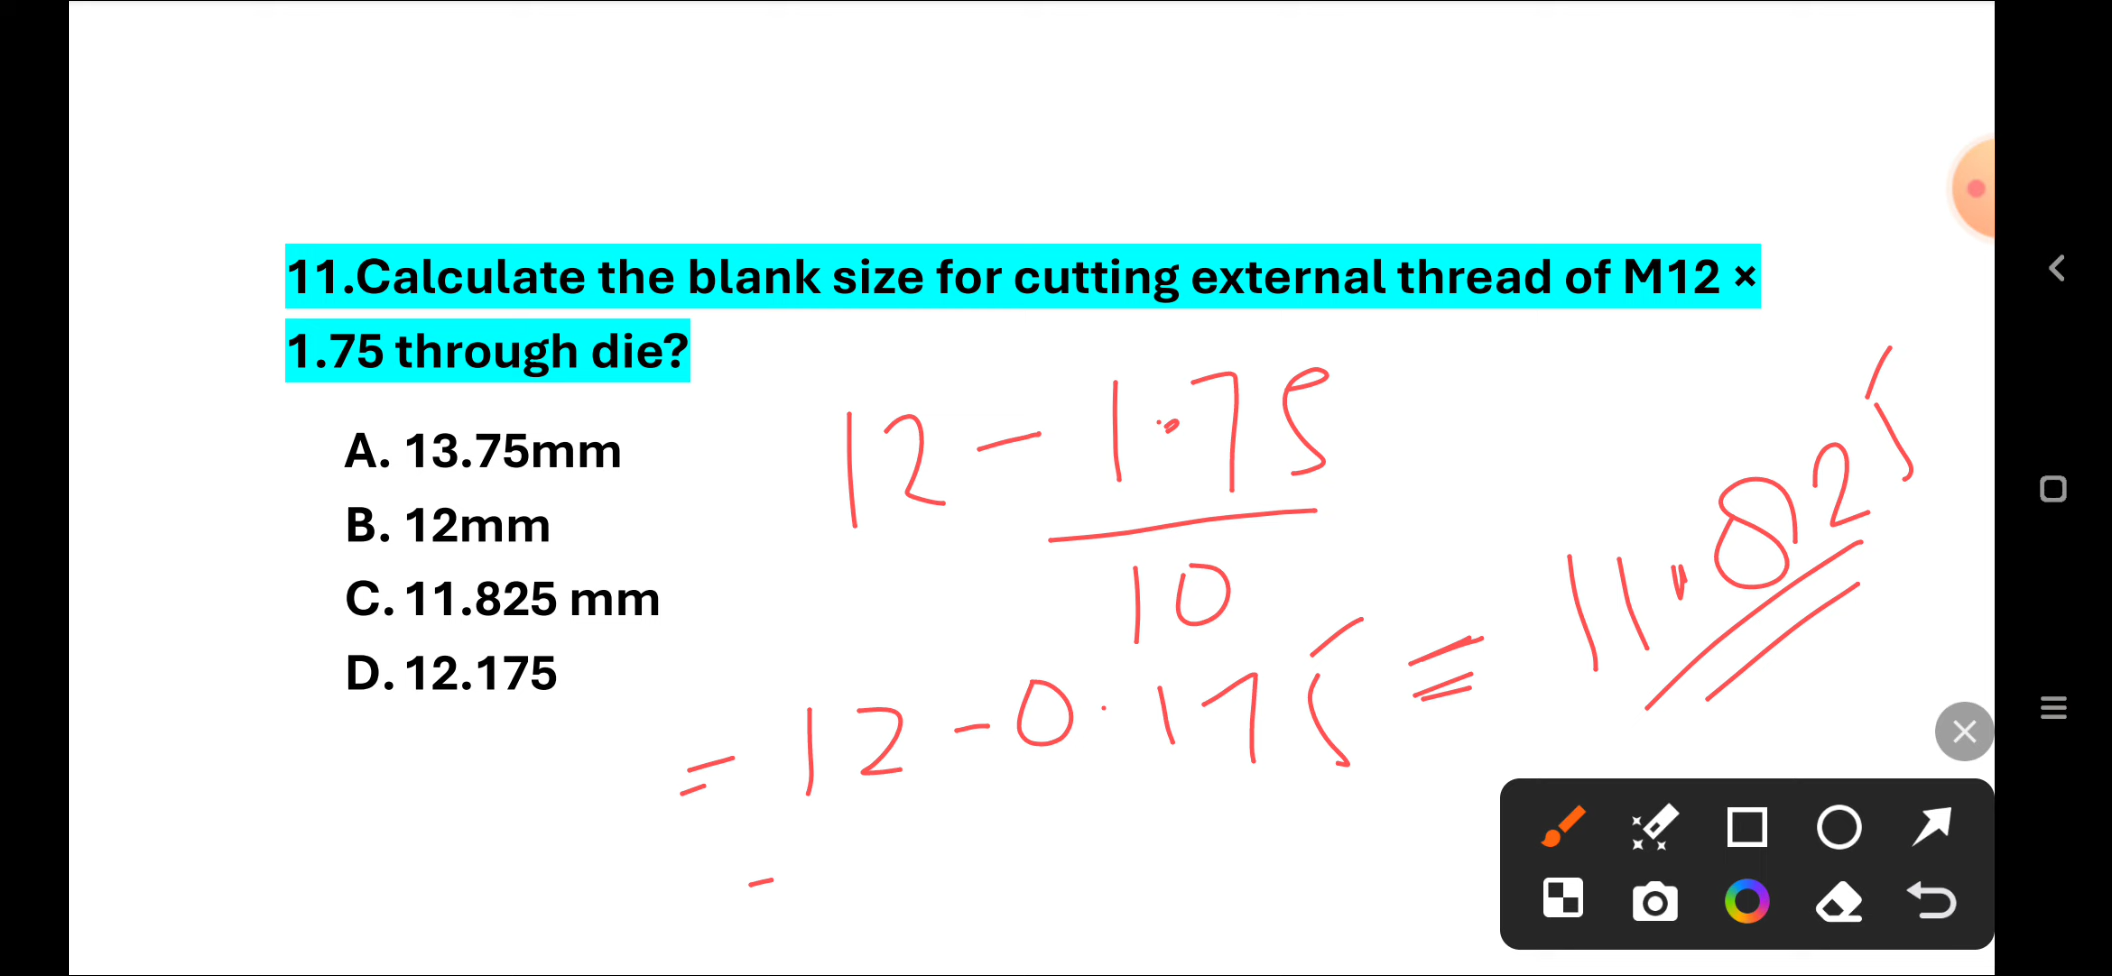 11.Calculate the blank size for cutting external thread of M12 ×
1.75 through die?
A. 13.75mm
B. 12mm
C. 11.825 mm
D. 12.175
12 - 1.75
10
= 12 - 0.175 = 11.825
-